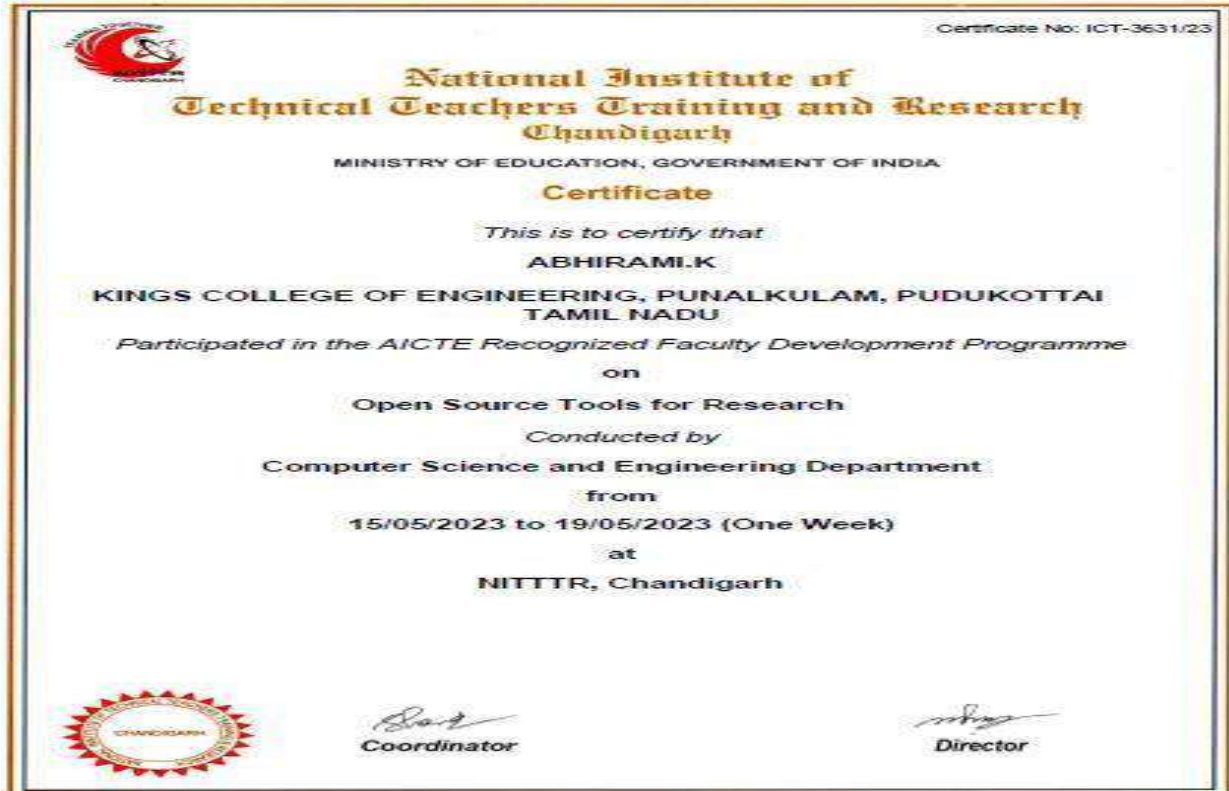 Certificate No: ICT-3631/23
National Institute of
Technical Teachers Training and Research
Chandigarh
MINISTRY OF EDUCATION, GOVERNMENT OF INDIA
Certificate
This is to certify that
ABHIRAMI.K
KINGS COLLEGE OF ENGINEERING, PUNALKULAM, PUDUKOTTAI
TAMIL NADU
Participated in the AICTE Recognized Faculty Development Programme
on
Open Source Tools for Research
Conducted by
Computer Science and Engineering Department
from
15/05/2023 to 19/05/2023 (One Week)
at
NITTTR, Chandigarh
CHANDIGARH
Coordinator
Director